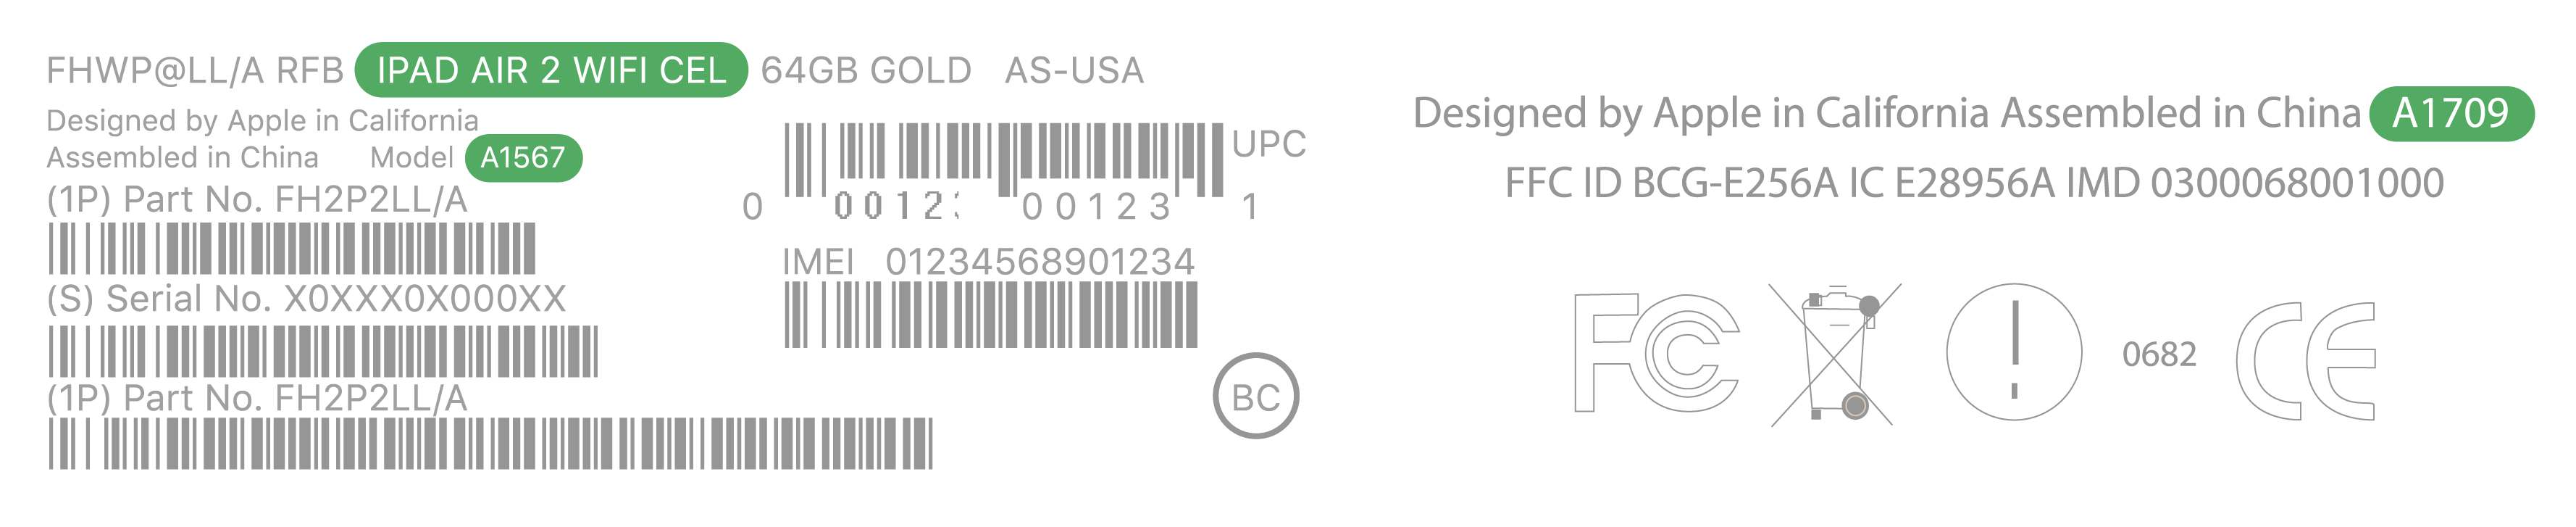 FHWP@LL/A RFB IPAD AIR 2 WIFI CEL 64GB GOLD AS-USA
Designed by Apple in California
Assembled in China Model A1567
(1P) Part No. FH2P2LL/A
(S) Serial No. X0XXX0X000XX
(1P) Part No. FH2P2LL/A
UPC
0 00123 00123 1
IMEI 01234568901234
BC
Designed by Apple in California Assembled in China A1709
FFC ID BCG-E256A IC E28956A IMD 0300068001000
FC 0682 CE